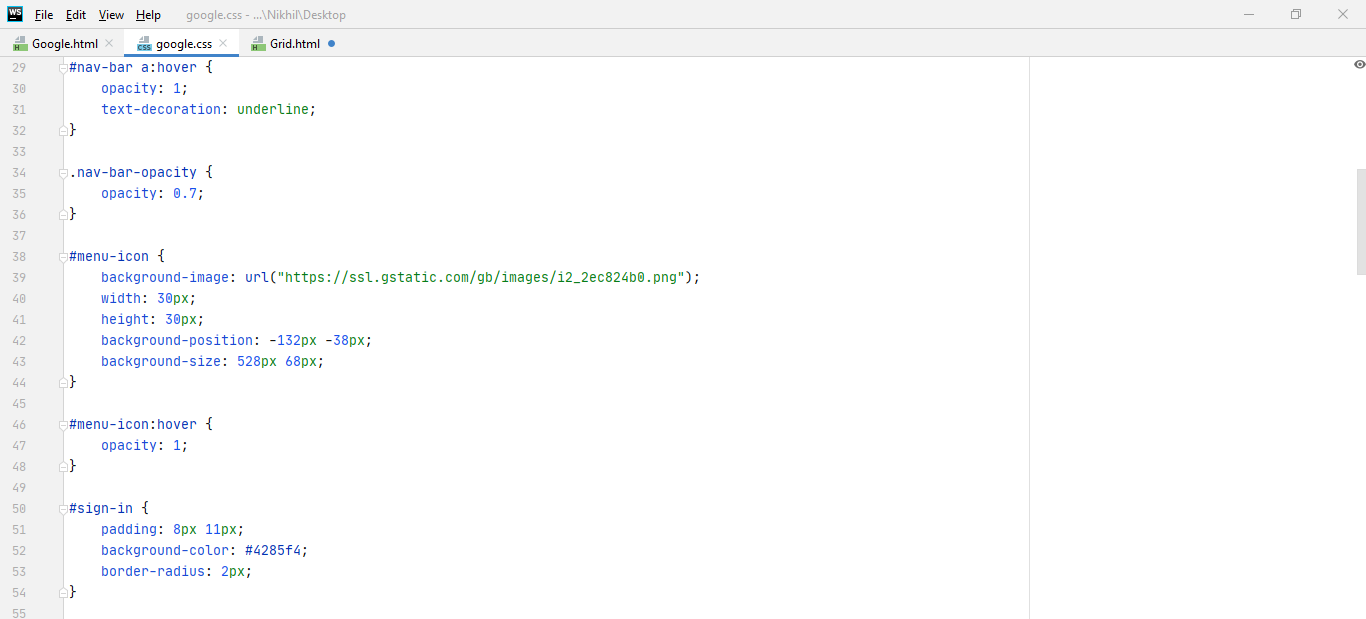 WS File Edit View Help google.css - ...\Nikhil\Desktop
Google.html google.css Grid.html
29 #nav-bar a:hover {
30     opacity: 1;
31     text-decoration: underline;
32 }
33
34 .nav-bar-opacity {
35     opacity: 0.7;
36 }
37
38 #menu-icon {
39     background-image: url("https://ssl.gstatic.com/gb/images/i2_2ec824b0.png");
40     width: 30px;
41     height: 30px;
42     background-position: -132px -38px;
43     background-size: 528px 68px;
44 }
45
46 #menu-icon:hover {
47     opacity: 1;
48 }
49
50 #sign-in {
51     padding: 8px 11px;
52     background-color: #4285f4;
53     border-radius: 2px;
54 }
55